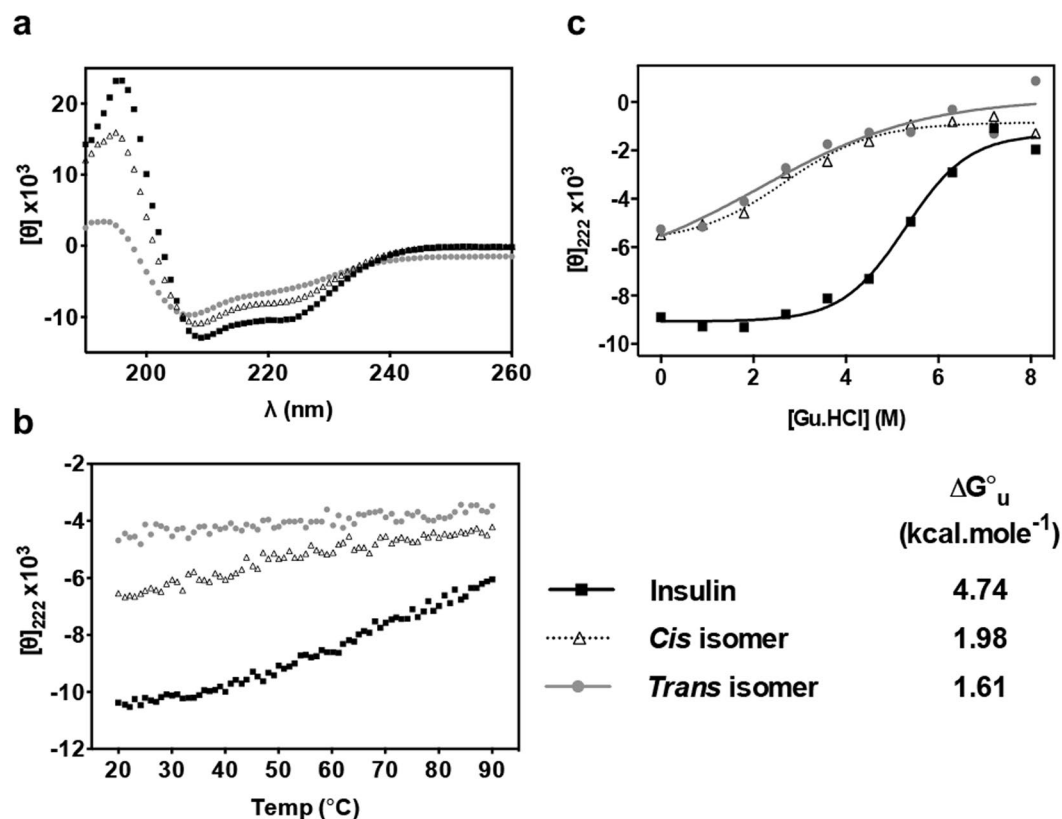 a
20
10
0
-10
[θ] x10³
200
220
240
260
λ (nm)
b
-2
-4
-6
-8
-10
-12
[θ]₂₂₂ x10³
20
30
40
50
60
70
80
90
Temp (°C)
c
0
-2
-4
-6
-8
-10
[θ]₂₂₂ x10³
0
2
4
6
8
[Gu.HCl] (M)
ΔG°ᵤ
(kcal.mole⁻¹)
Insulin 4.74
Cis isomer 1.98
Trans isomer 1.61